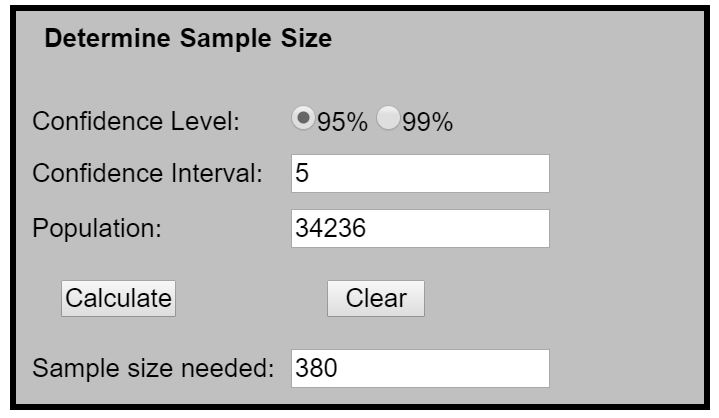 Determine Sample Size
Confidence Level: 95% 99%
Confidence Interval: 5
Population: 34236
Calculate Clear
Sample size needed: 380